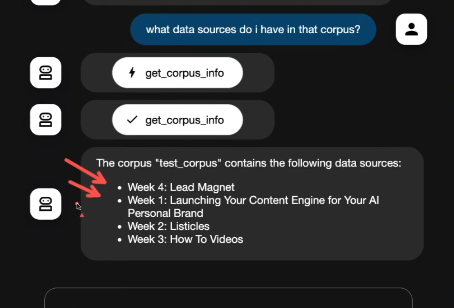 what data sources do i have in that corpus?
get_corpus_info
get_corpus_info
The corpus "test_corpus" contains the following data sources:
• Week 4: Lead Magnet
• Week 1: Launching Your Content Engine for Your AI
Personal Brand
• Week 2: Listicles
• Week 3: How To Videos